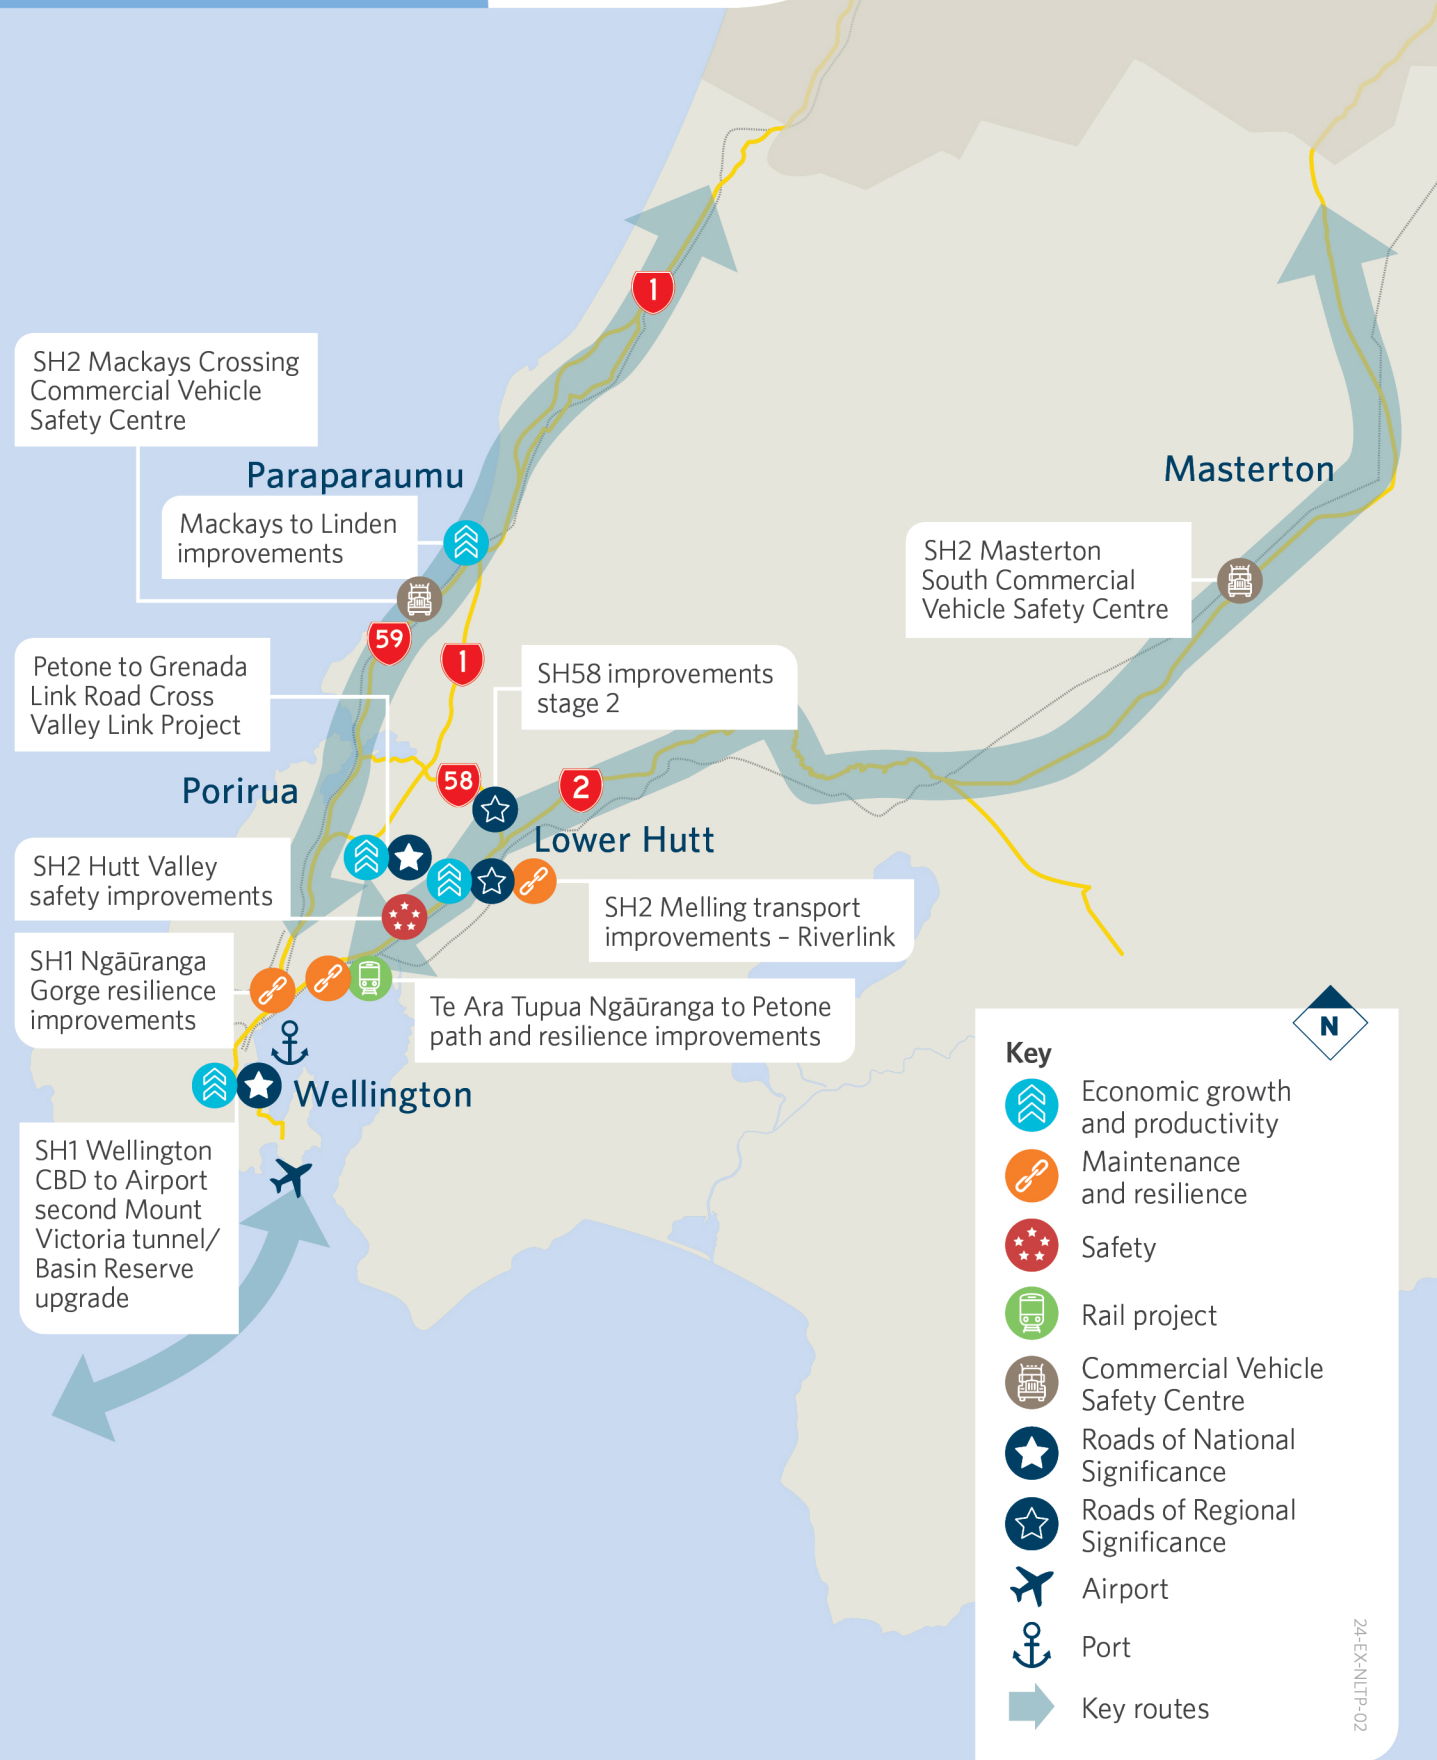 1
SH2 Mackays Crossing
Commercial Vehicle
Safety Centre
Paraparaumu
Masterton
Mackays to Linden
improvements
SH2 Masterton
South Commercial
Vehicle Safety Centre
59
1
Petone to Grenada
Link Road Cross
Valley Link Project
SH58 improvements
stage 2
58
2
Porirua
Lower Hutt
SH2 Hutt Valley
safety improvements
SH2 Melling transport
improvements – Riverlink
SH1 Ngāūranga
Gorge resilience
improvements
Te Ara Tupua Ngāūranga to Petone
path and resilience improvements
Wellington
SH1 Wellington
CBD to Airport
second Mount
Victoria tunnel/
Basin Reserve
upgrade
N
Key
Economic growth
and productivity
Maintenance
and resilience
Safety
Rail project
Commercial Vehicle
Safety Centre
Roads of National
Significance
Roads of Regional
Significance
Airport
Port
Key routes
24-EX-NLTP-02